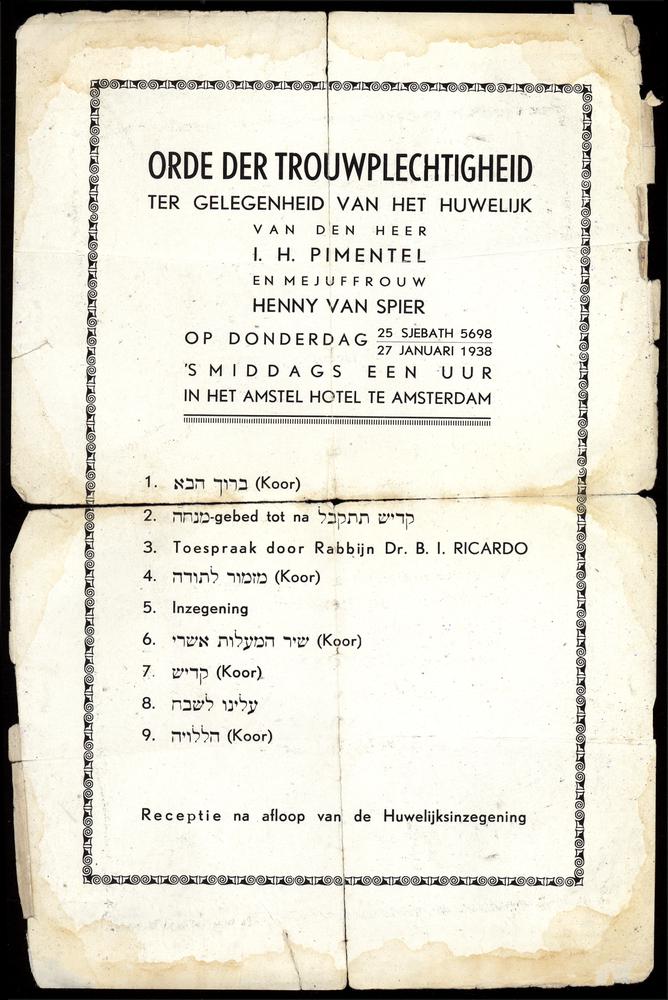 ORDE DER TROUWPLECHTIGHEID
TER GELEGENHEID VAN HET HUWELIJK
VAN DEN HEER
I. H. PIMENTEL
EN MEJUFFROUW
HENNY VAN SPIER
OP DONDERDAG 25 SJEBATH 5698
27 JANUARI 1938
'S MIDDAGS EEN UUR
IN HET AMSTEL HOTEL TE AMSTERDAM
1. ברוך הבא (Koor)
2. מנחה-gebed tot na קדיש תתקבל
3. Toespraak door Rabbijn Dr. B. I. RICARDO
4. מזמור לתודה (Koor)
5. Inzegening
6. שיר המעלות אשרי (Koor)
7. קדיש (Koor)
8. עלינו לשבח
9. הללויה (Koor)
Receptie na afloop van de Huwelijksinzegening